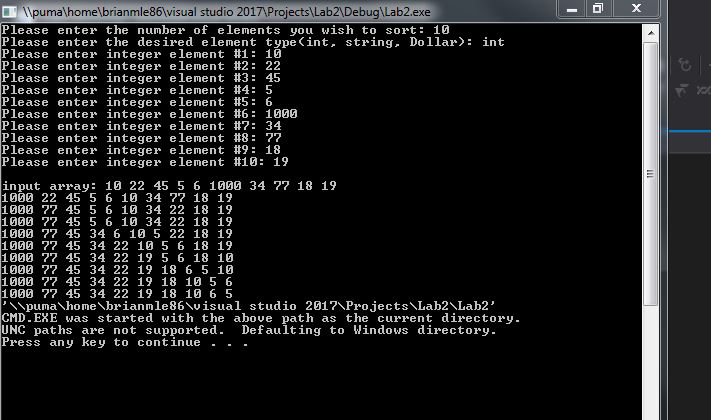 \\puma\home\brianmle86\visual studio 2017\Projects\Lab2\Debug\Lab2.exe
Please enter the number of elements you wish to sort: 10
Please enter the desired element type(int, string, Dollar): int
Please enter integer element #1: 10
Please enter integer element #2: 22
Please enter integer element #3: 45
Please enter integer element #4: 5
Please enter integer element #5: 6
Please enter integer element #6: 1000
Please enter integer element #7: 34
Please enter integer element #8: 77
Please enter integer element #9: 18
Please enter integer element #10: 19
input array: 10 22 45 5 6 1000 34 77 18 19
1000 22 45 5 6 10 34 77 18 19
1000 77 45 5 6 10 34 22 18 19
1000 77 45 5 6 10 34 22 18 19
1000 77 45 34 6 10 5 22 18 19
1000 77 45 34 22 10 5 6 18 19
1000 77 45 34 22 19 5 6 18 10
1000 77 45 34 22 19 18 6 5 10
1000 77 45 34 22 19 18 10 5 6
1000 77 45 34 22 19 18 10 6 5
'\\puma\home\brianmle86\visual studio 2017\Projects\Lab2\Lab2'
CMD.EXE was started with the above path as the current directory.
UNC paths are not supported.  Defaulting to Windows directory.
Press any key to continue . . .